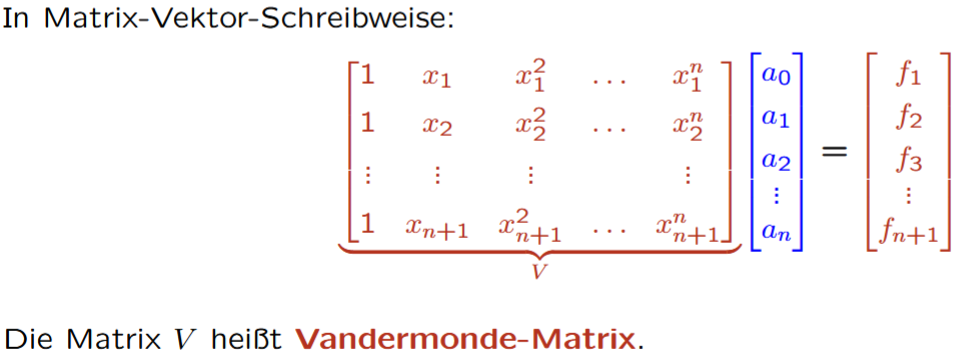 In Matrix-Vektor-Schreibweise:
\underbrace{\begin{bmatrix} 1 & x_1 & x_1^2 & \dots & x_1^n \\ 1 & x_2 & x_2^2 & \dots & x_2^n \\ \vdots & \vdots & \vdots & & \vdots \\ 1 & x_{n+1} & x_{n+1}^2 & \dots & x_{n+1}^n \end{bmatrix}}_{V} \begin{bmatrix} a_0 \\ a_1 \\ a_2 \\ \vdots \\ a_n \end{bmatrix} = \begin{bmatrix} f_1 \\ f_2 \\ f_3 \\ \vdots \\ f_{n+1} \end{bmatrix}
Die Matrix V heißt Vandermonde-Matrix.